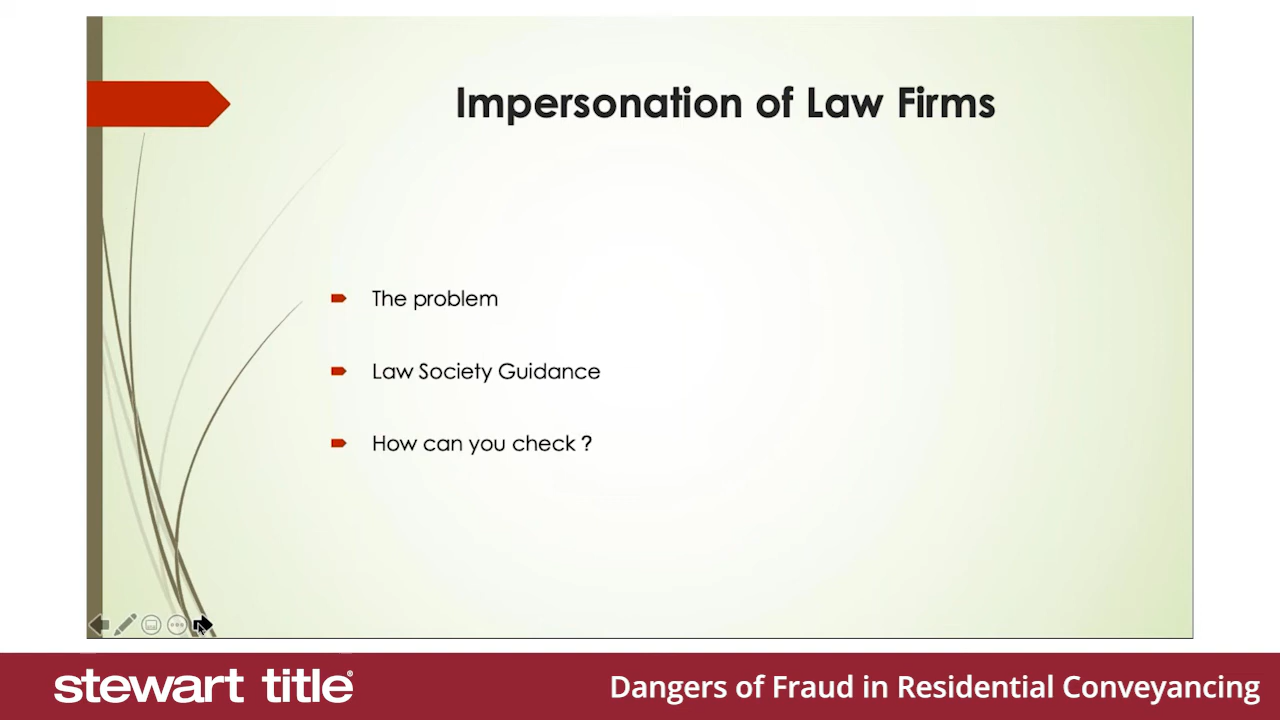 Impersonation of Law Firms
The problem
Law Society Guidance
How can you check ?
stewart title®
Dangers of Fraud in Residential Conveyancing